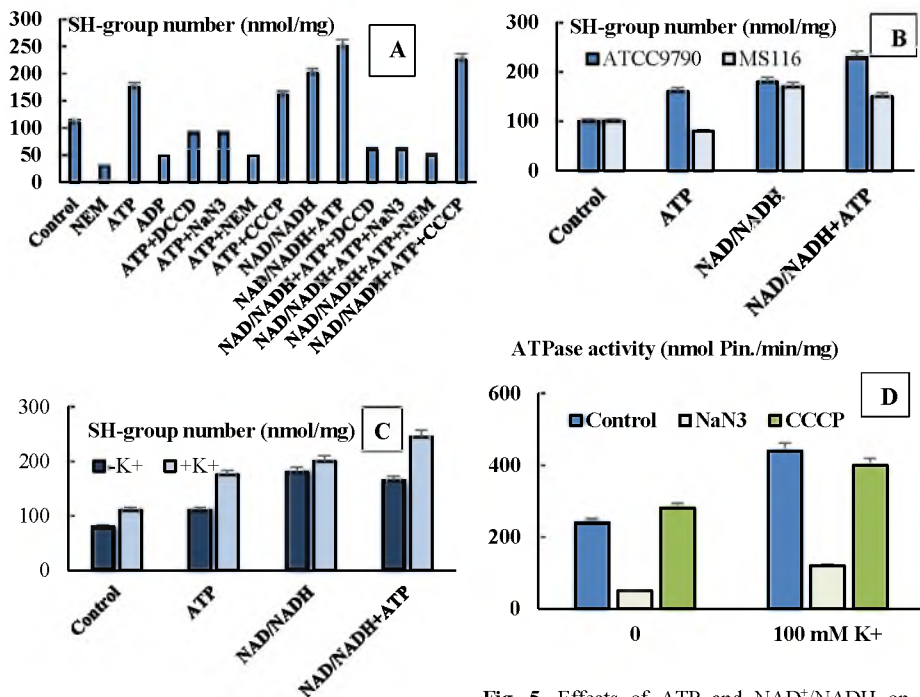 SH-group number (nmol/mg)
A
300
250
200
150
100
50
0
Control
NEM
ATP
ADP
ATP+DCCD
ATP+NaN3
ATP+NEM
ATP+CCCP
NAD/NADH
NAD/NADH+ATP
NAD/NADH+ATP+DCCD
NAD/NADH+ATP+NaN3
NAD/NADH+ATP+NEM
NAD/NADH+ATP+CCCP
SH-group number (nmol/mg)
B
ATCC9790 MS116
300
200
100
0
Control
ATP
NAD/NADH
NAD/NADH+ATP
SH-group number (nmol/mg)
C
-K+ +K+
300
200
100
0
Control
ATP
NAD/NADH
NAD/NADH+ATP
ATPase activity (nmol Pin./min/mg)
D
Control NaN3 CCCP
600
400
200
0
0 100 mM K+
Fig. 5. Effects of ATP and NAD+/NADH on